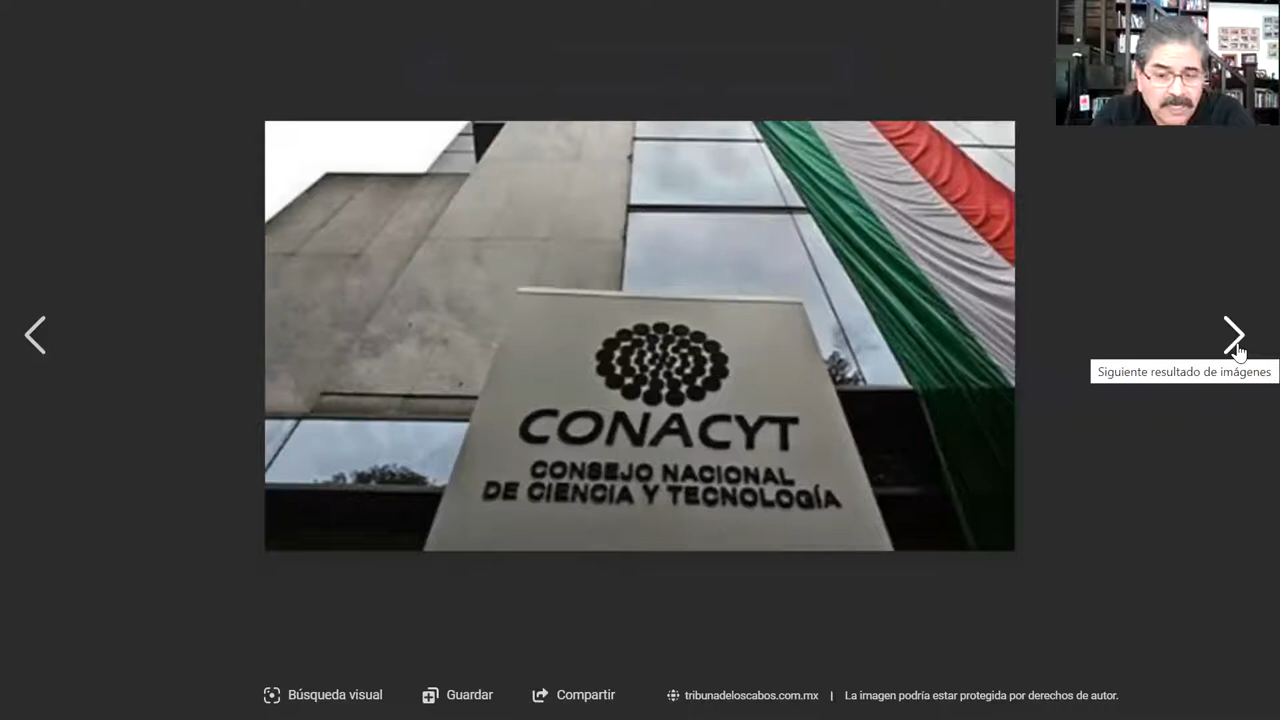 CONACYT
CONSEJO NACIONAL
DE CIENCIA Y TECNOLOGÍA
Siguiente resultado de imágenes
Búsqueda visual
Guardar
Compartir
tribunadeloscabos.com.mx | La imagen podría estar protegida por derechos de autor.